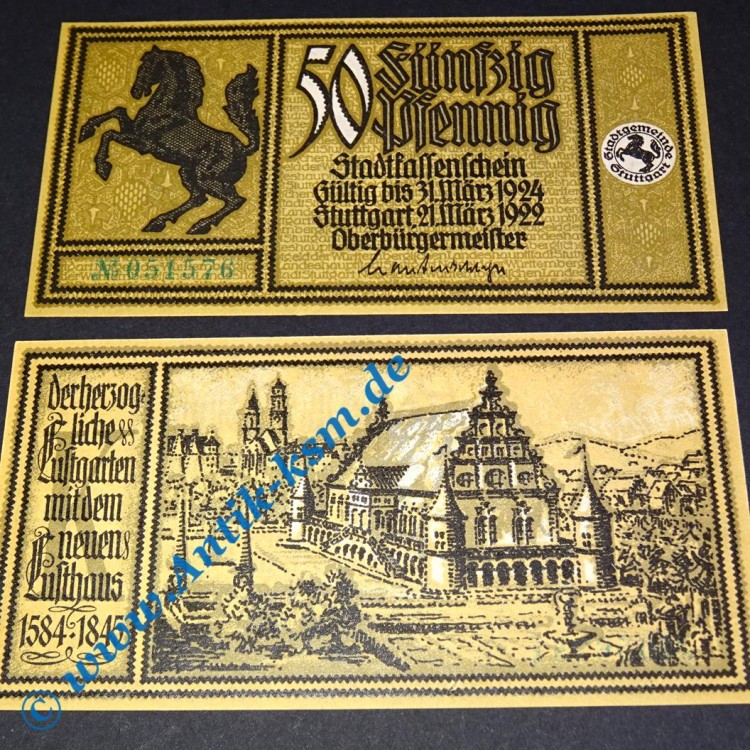 50 Fünfzig
Pfennig
Stadtkassenschein
Gültig bis 31. März 1924
Stuttgart, 21. März 1922
Oberbürgermeister
№ 051576
Stadtgemeinde
Stuttgart
Der herzog-
liche
Lustgarten
mit dem
neuen
Lusthaus
1584-184
© www.Antik-ksm.de